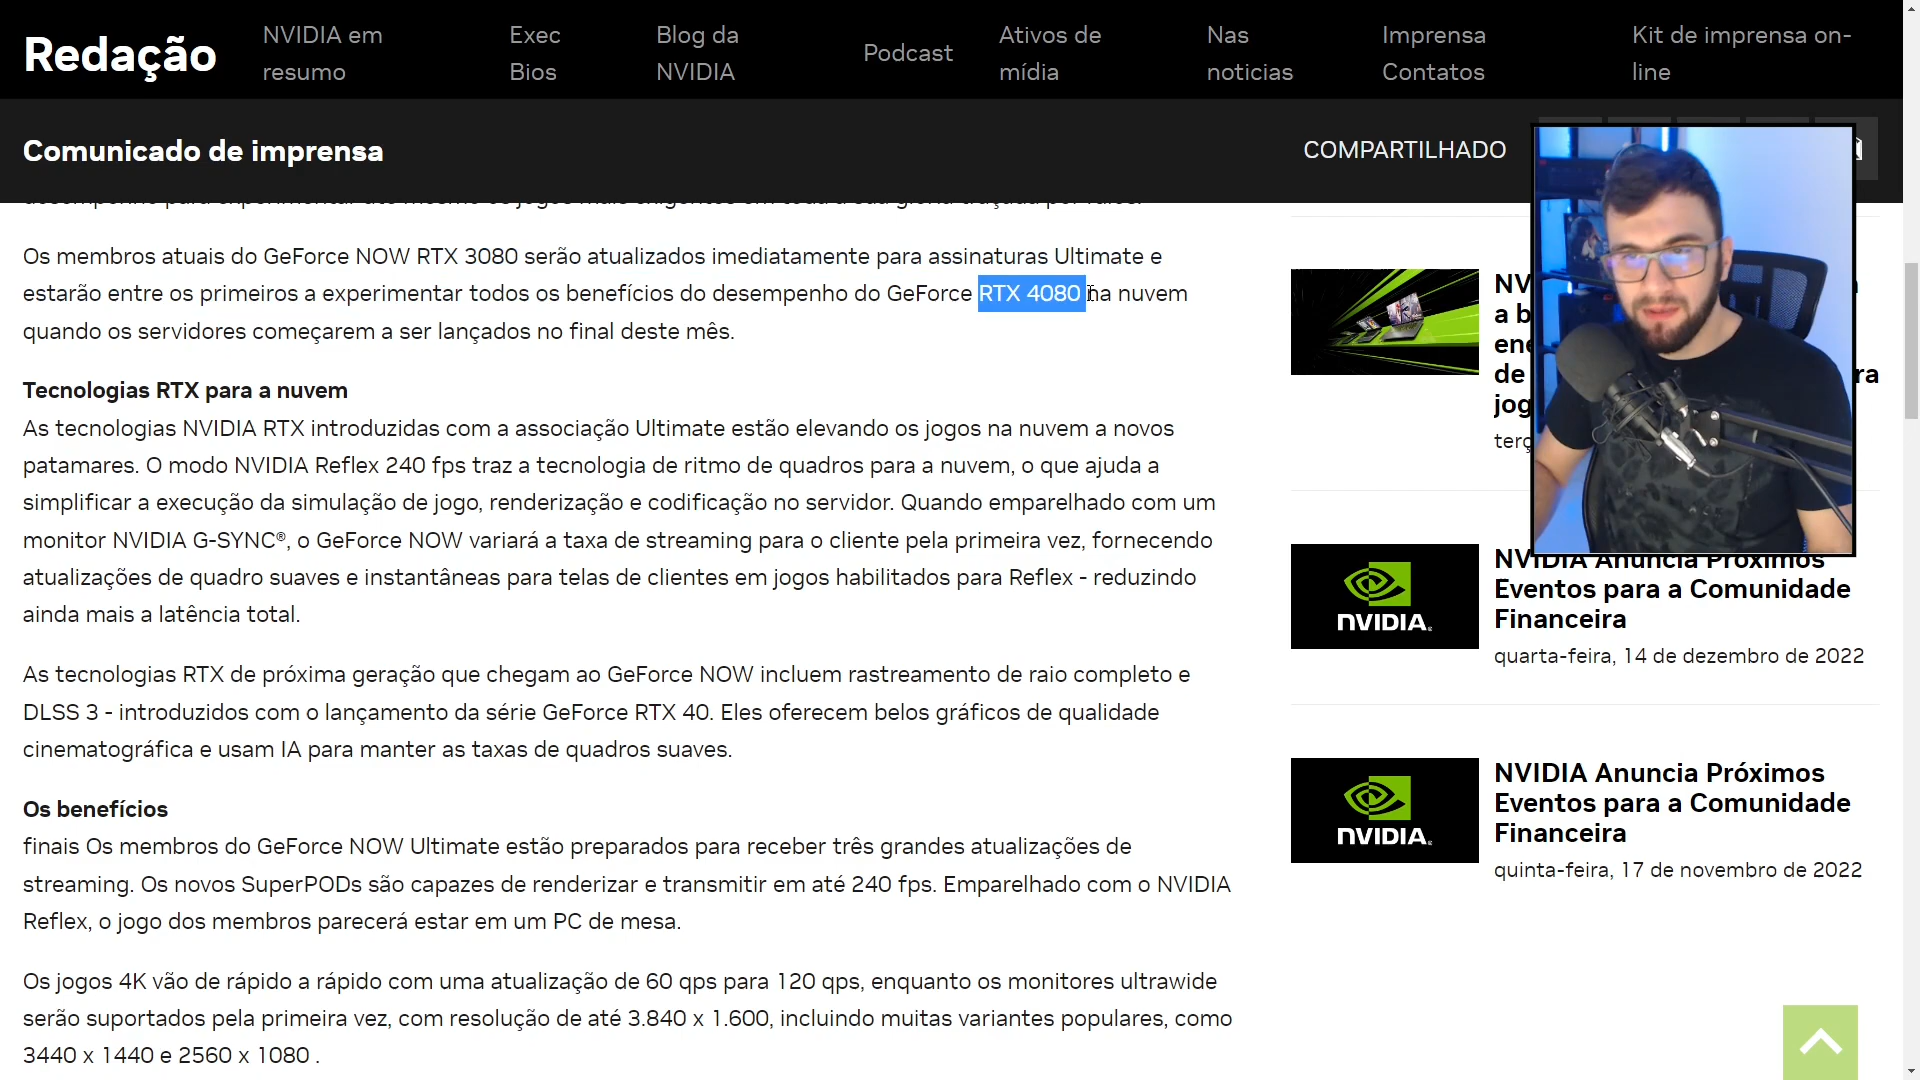 Redação
NVIDIA em
resumo
Exec
Bios
Blog da
NVIDIA
Podcast
Ativos de
mídia
Nas
noticias
Imprensa
Contatos
Kit de imprensa on-
line
Comunicado de imprensa
COMPARTILHADO
Os membros atuais do GeForce NOW RTX 3080 serão atualizados imediatamente para assinaturas Ultimate e
estarão entre os primeiros a experimentar todos os benefícios do desempenho do GeForce RTX 4080 na nuvem
quando os servidores começarem a ser lançados no final deste mês.
Tecnologias RTX para a nuvem
As tecnologias NVIDIA RTX introduzidas com a associação Ultimate estão elevando os jogos na nuvem a novos
patamares. O modo NVIDIA Reflex 240 fps traz a tecnologia de ritmo de quadros para a nuvem, o que ajuda a
simplificar a execução da simulação de jogo, renderização e codificação no servidor. Quando emparelhado com um
monitor NVIDIA G-SYNC®, o GeForce NOW variará a taxa de streaming para o cliente pela primeira vez, fornecendo
atualizações de quadro suaves e instantâneas para telas de clientes em jogos habilitados para Reflex - reduzindo
ainda mais a latência total.
As tecnologias RTX de próxima geração que chegam ao GeForce NOW incluem rastreamento de raio completo e
DLSS 3 - introduzidos com o lançamento da série GeForce RTX 40. Eles oferecem belos gráficos de qualidade
cinematográfica e usam IA para manter as taxas de quadros suaves.
Os benefícios
finais Os membros do GeForce NOW Ultimate estão preparados para receber três grandes atualizações de
streaming. Os novos SuperPODs são capazes de renderizar e transmitir em até 240 fps. Emparelhado com o NVIDIA
Reflex, o jogo dos membros parecerá estar em um PC de mesa.
Os jogos 4K vão de rápido a rápido com uma atualização de 60 qps para 120 qps, enquanto os monitores ultrawide
serão suportados pela primeira vez, com resolução de até 3.840 x 1.600, incluindo muitas variantes populares, como
3440 x 1440 e 2560 x 1080 .
NV
a b
ene
de
jog
terç
ra
NVIDIA
NVIDIA Anuncia Próximos
Eventos para a Comunidade
Financeira
quarta-feira, 14 de dezembro de 2022
NVIDIA
NVIDIA Anuncia Próximos
Eventos para a Comunidade
Financeira
quinta-feira, 17 de novembro de 2022